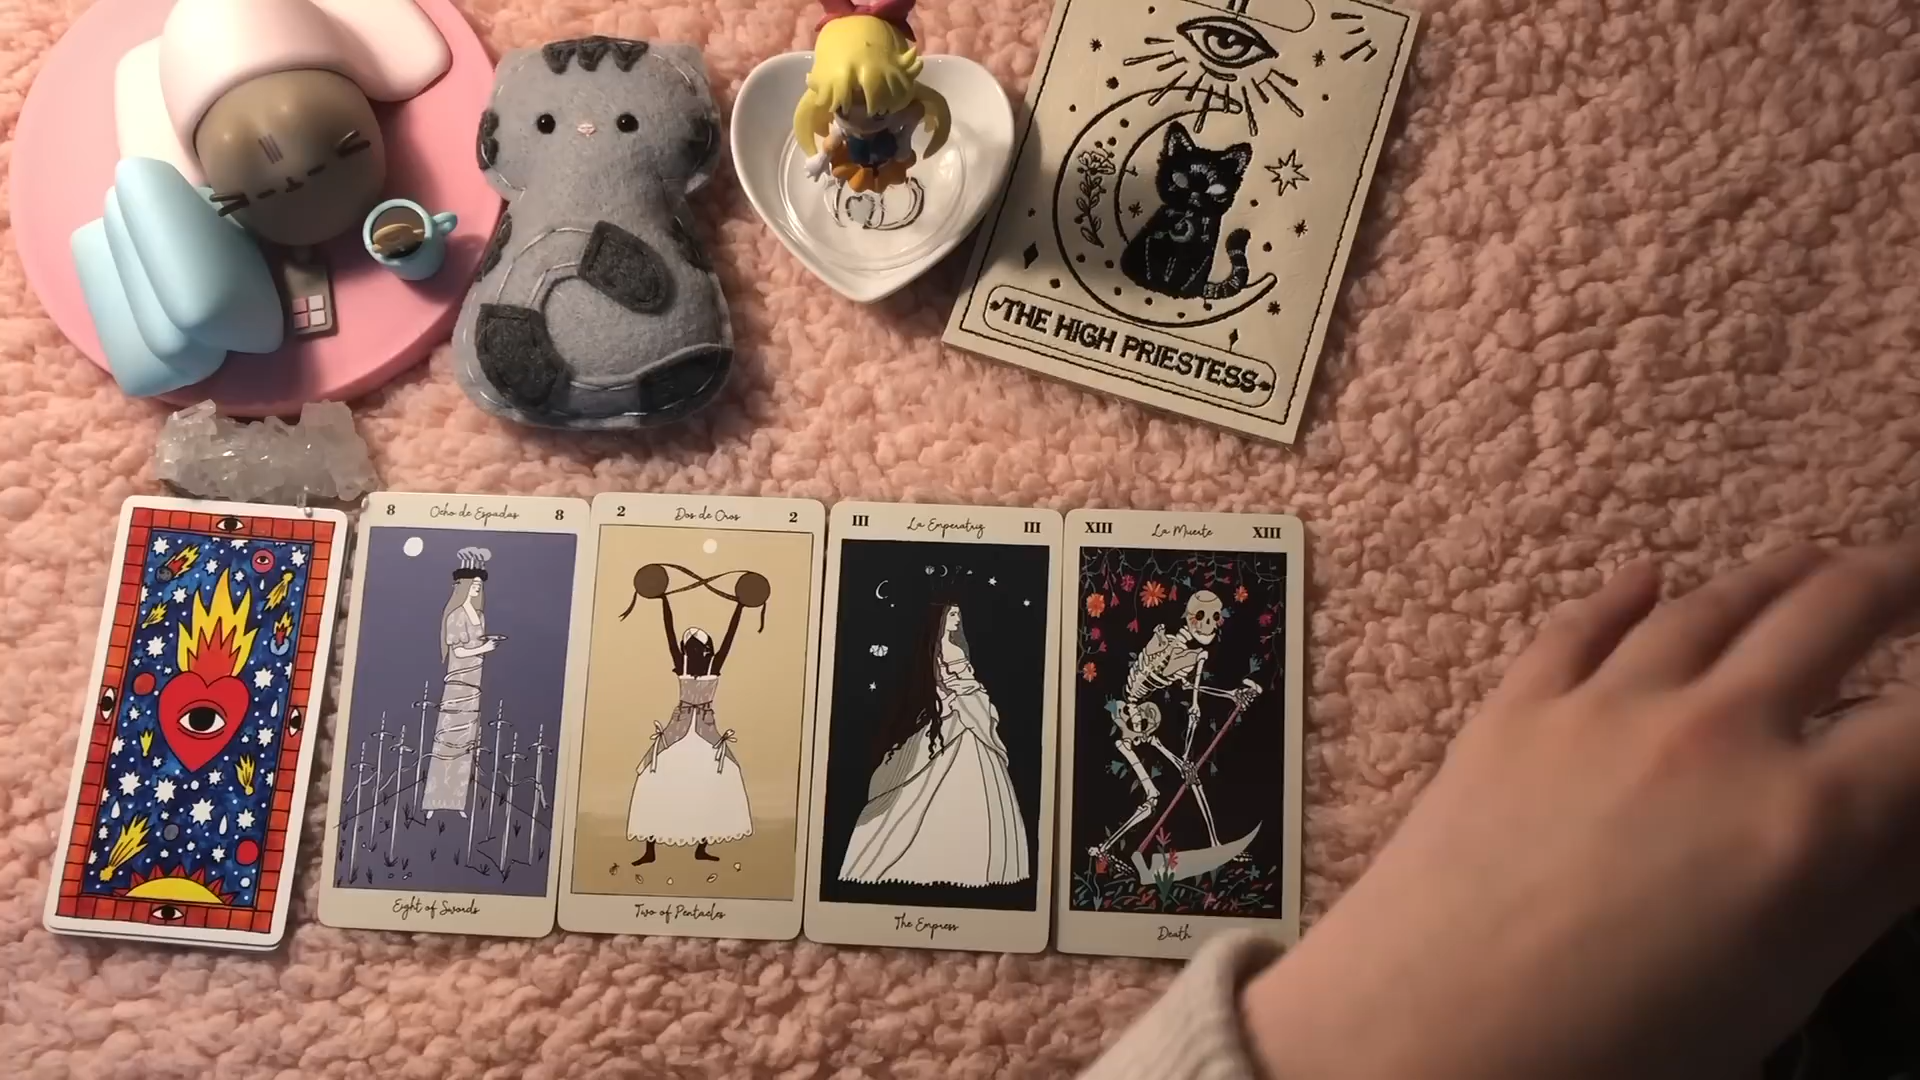 THE HIGH PRIESTESS
8 Ocho de Espadas 8
Eight of Swords
2 Dos de Oros 2
Two of Pentacles
III La Emperatriz III
The Empress
XIII La Muerte XIII
Death